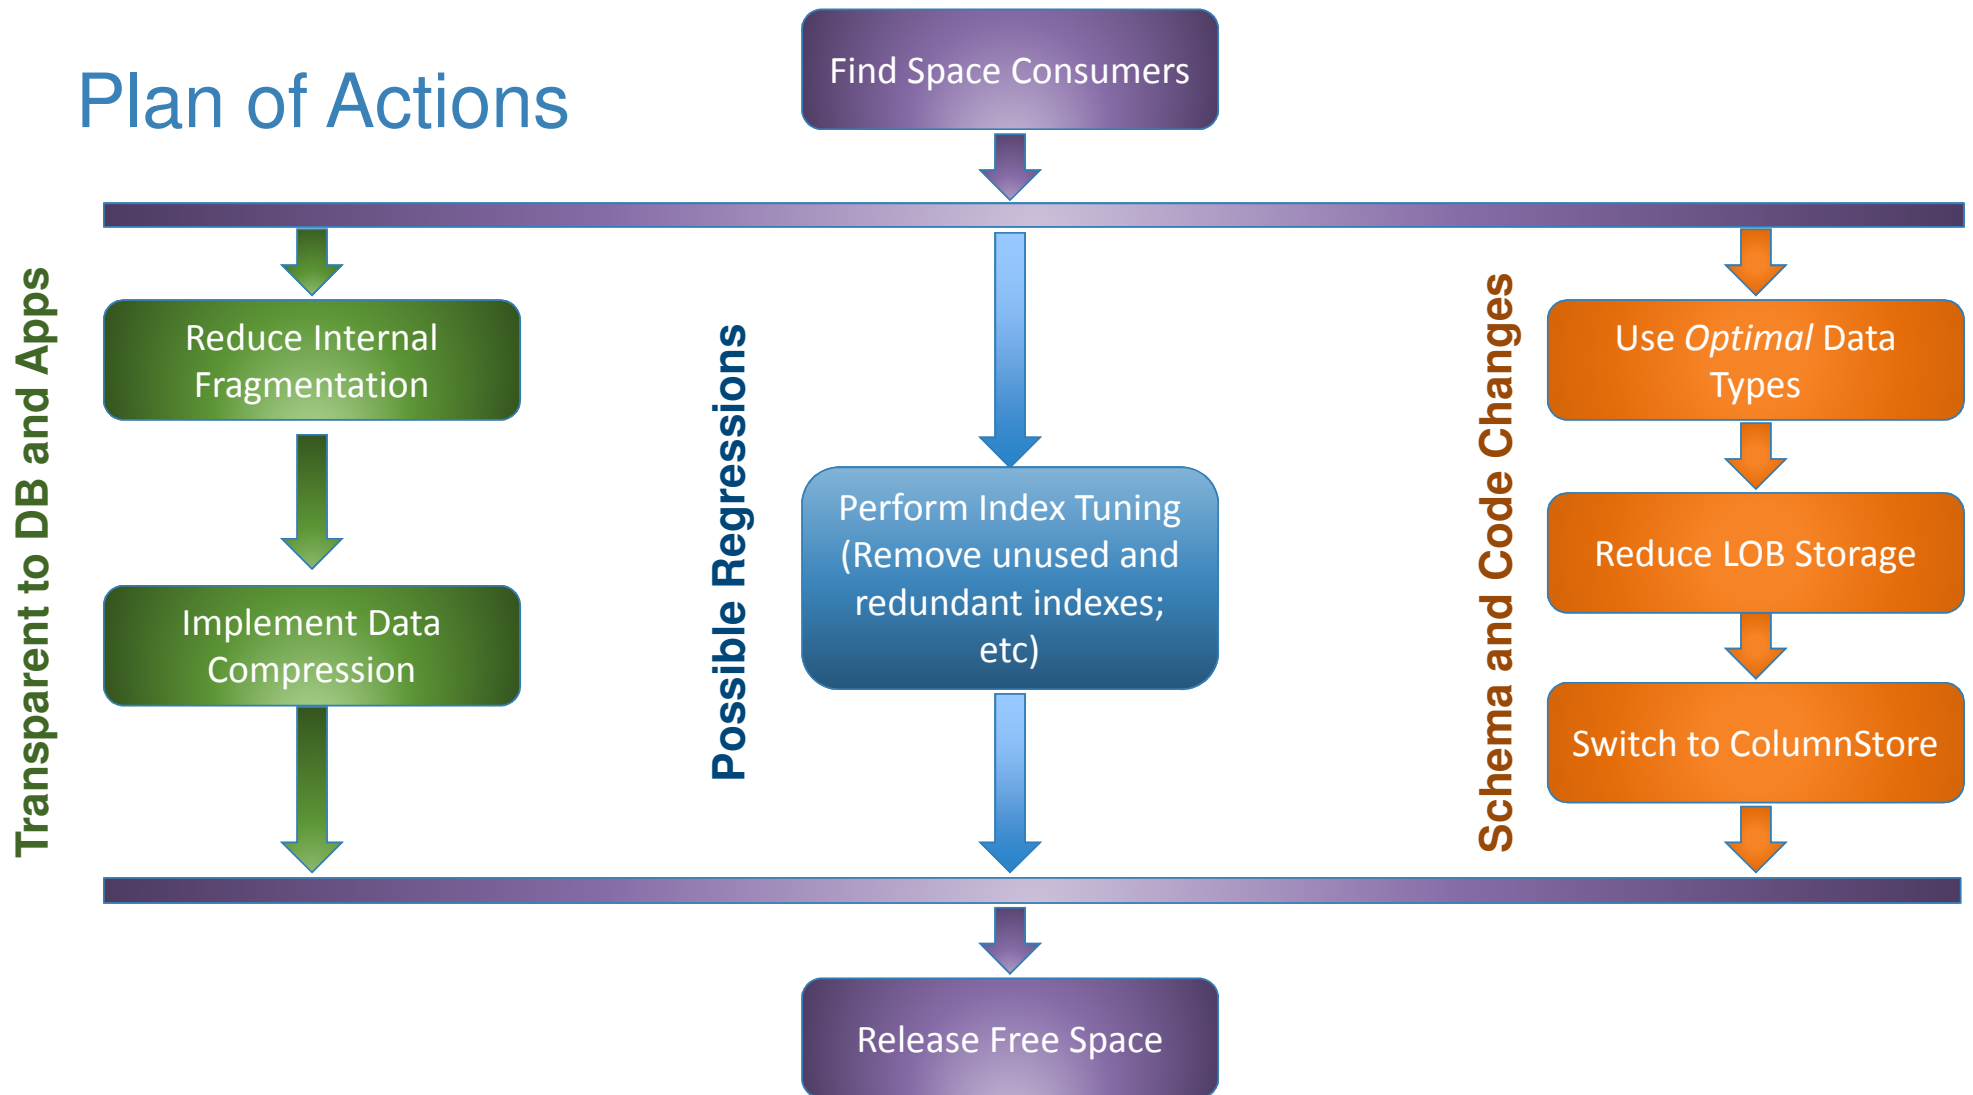 Plan of Actions
Find Space Consumers
Transparent to DB and Apps
Reduce Internal
Fragmentation
Implement Data
Compression
Possible Regressions
Perform Index Tuning
(Remove unused and
redundant indexes;
etc)
Schema and Code Changes
Use Optimal Data
Types
Reduce LOB Storage
Switch to ColumnStore
Release Free Space